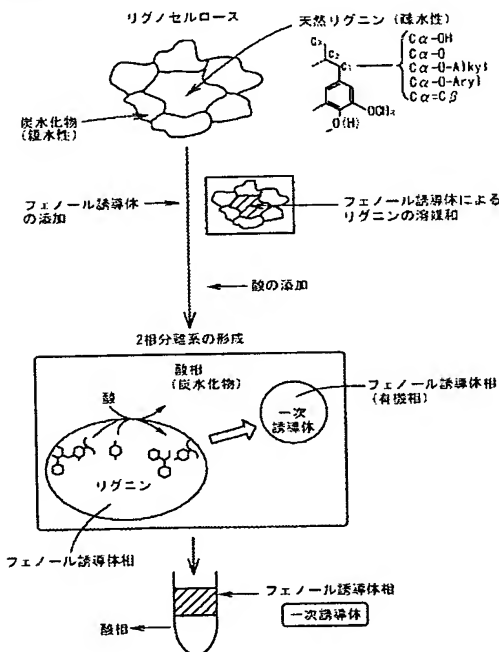 リグノセルロース
天然リグニン(疎水性)
Cα-OH
Cα-O
Cα-O-Alkyl
Cα-O-Aryl
Cα=Cβ
C₂
C₁
OCH₃
O(H)
炭水化物
(親水性)
フェノール誘導体
の添加
フェノール誘導体による
リグニンの溶媒和
酸の添加
2相分離系の形成
酸相
(炭水化物)
酸
リグニン
フェノール誘導体相
(有機相)
一次
誘導体
フェノール誘導体相
フェノール誘導体相
一次誘導体
酸相